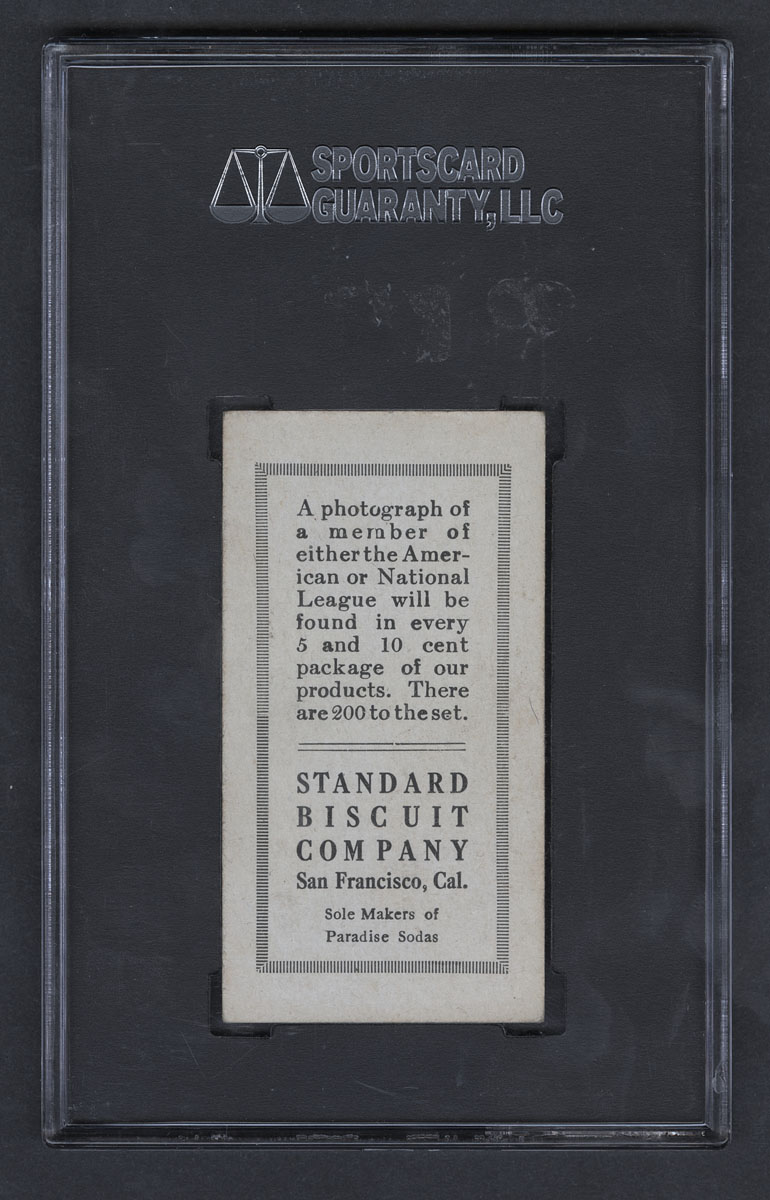 SPORTSCARD
GUARANTY, LLC
A photograph of
a member of
either the Amer-
ican or National
League will be
found in every
5 and 10 cent
package of our
products. There
are 200 to the set.
STANDARD
BISCUIT
COMPANY
San Francisco, Cal.
Sole Makers of
Paradise Sodas